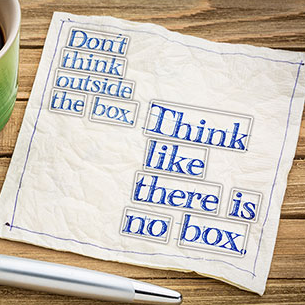 Don't
think
outside
the box.
Think
like
there is
no box.